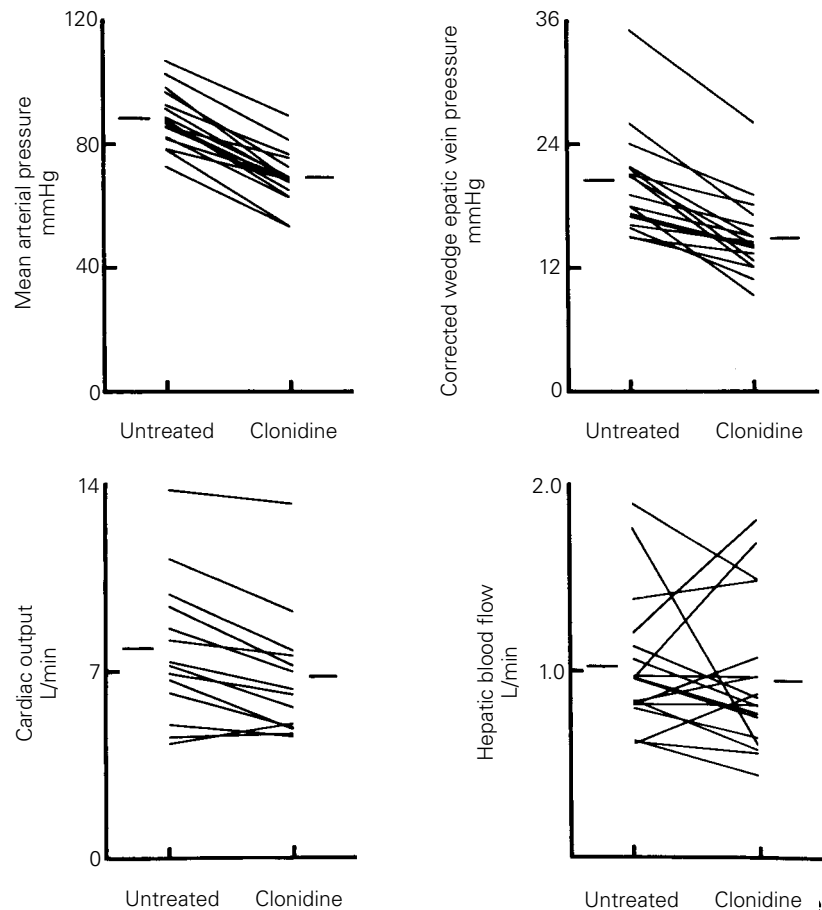 120
80
40
0
Mean arterial pressure
mmHg
Untreated Clonidine
36
24
12
0
Corrected wedge epatic vein preessure
mmHg
Untreated Clonidine
14
7
0
Cardiac output
L/min
Untreated Clonidine
2.0
1.0
Hepatic blood flow
L/min
Untreated Clonidine